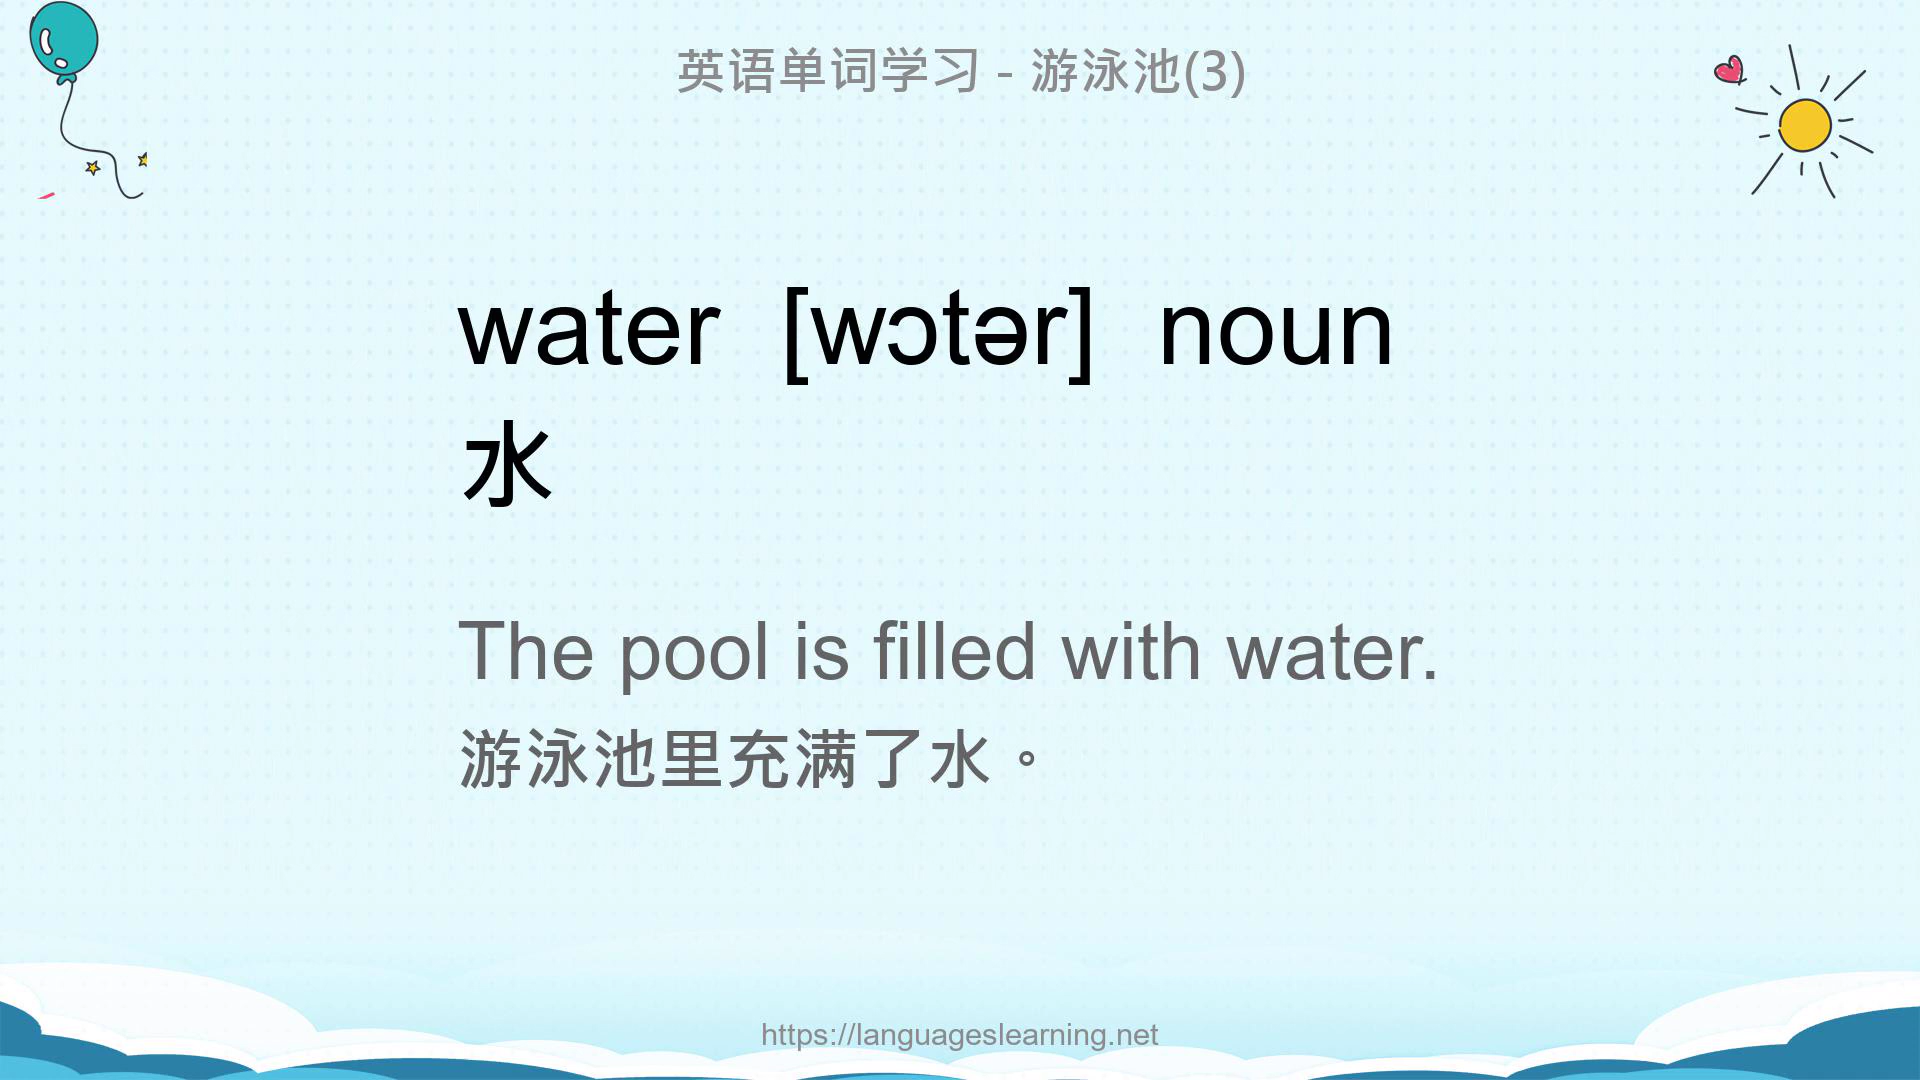 英语单词学习 - 游泳池(3)
water [wɔtər] noun
水
The pool is filled with water.
游泳池里充满了水。
https://languageslearning.net